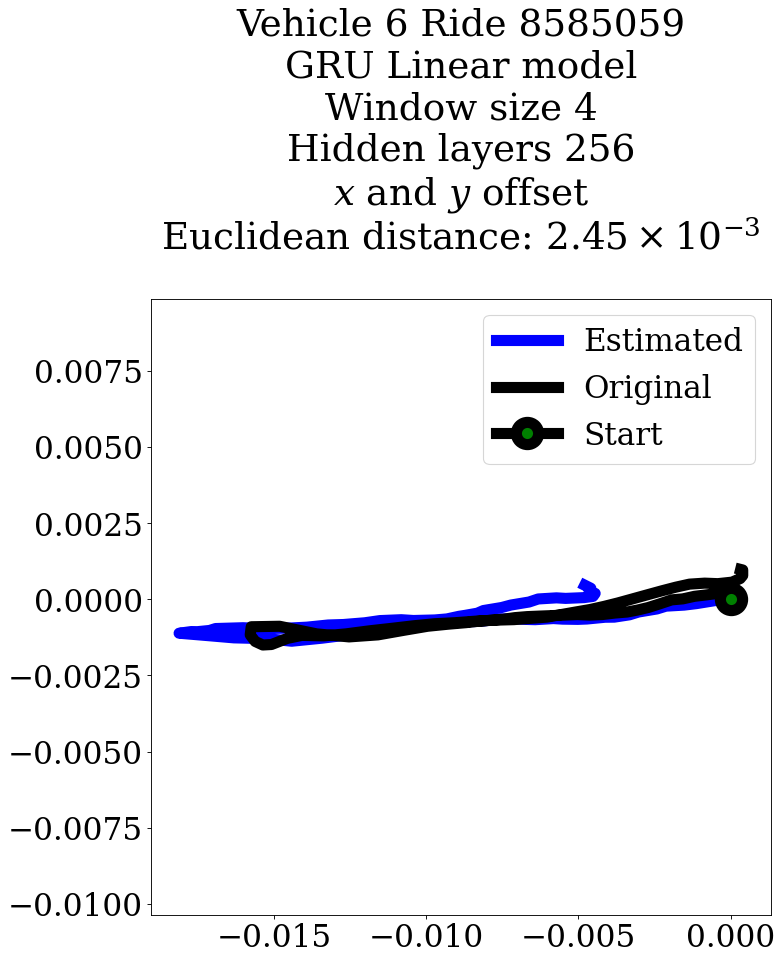 Vehicle 6 Ride 8585059
GRU Linear model
Window size 4
Hidden layers 256
x and y offset
Euclidean distance: 2.45 × 10⁻³
Estimated
Original
Start
0.0075
0.0050
0.0025
0.0000
−0.0025
−0.0050
−0.0075
−0.0100
−0.015 −0.010 −0.005 0.000